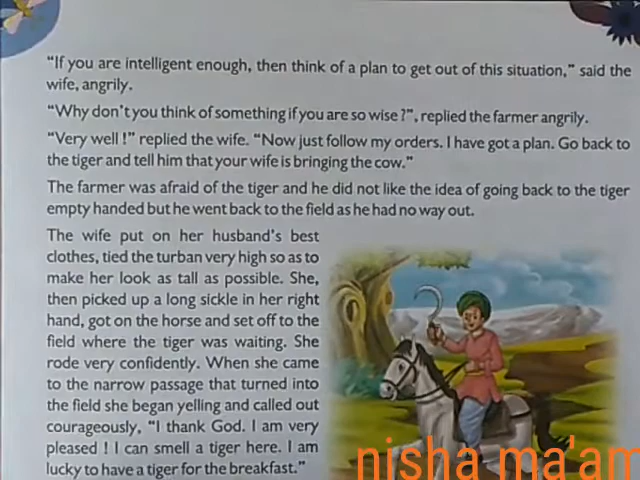 “If you are intelligent enough, then think of a plan to get out of this situation,” said the
wife, angrily.
“Why don’t you think of something if you are so wise ?”, replied the farmer angrily.
“Very well !” replied the wife. “Now just follow my orders. I have got a plan. Go back to
the tiger and tell him that your wife is bringing the cow.”
The farmer was afraid of the tiger and he did not like the idea of going back to the tiger
empty handed but he went back to the field as he had no way out.
The wife put on her husband’s best
clothes, tied the turban very high so as to
make her look as tall as possible. She,
then picked up a long sickle in her right
hand, got on the horse and set off to the
field where the tiger was waiting. She
rode very confidently. When she came
to the narrow passage that turned into
the field she began yelling and called out
courageously, “I thank God. I am very
pleased ! I can smell a tiger here. I am
lucky to have a tiger for the breakfast.”
nisha ma'am